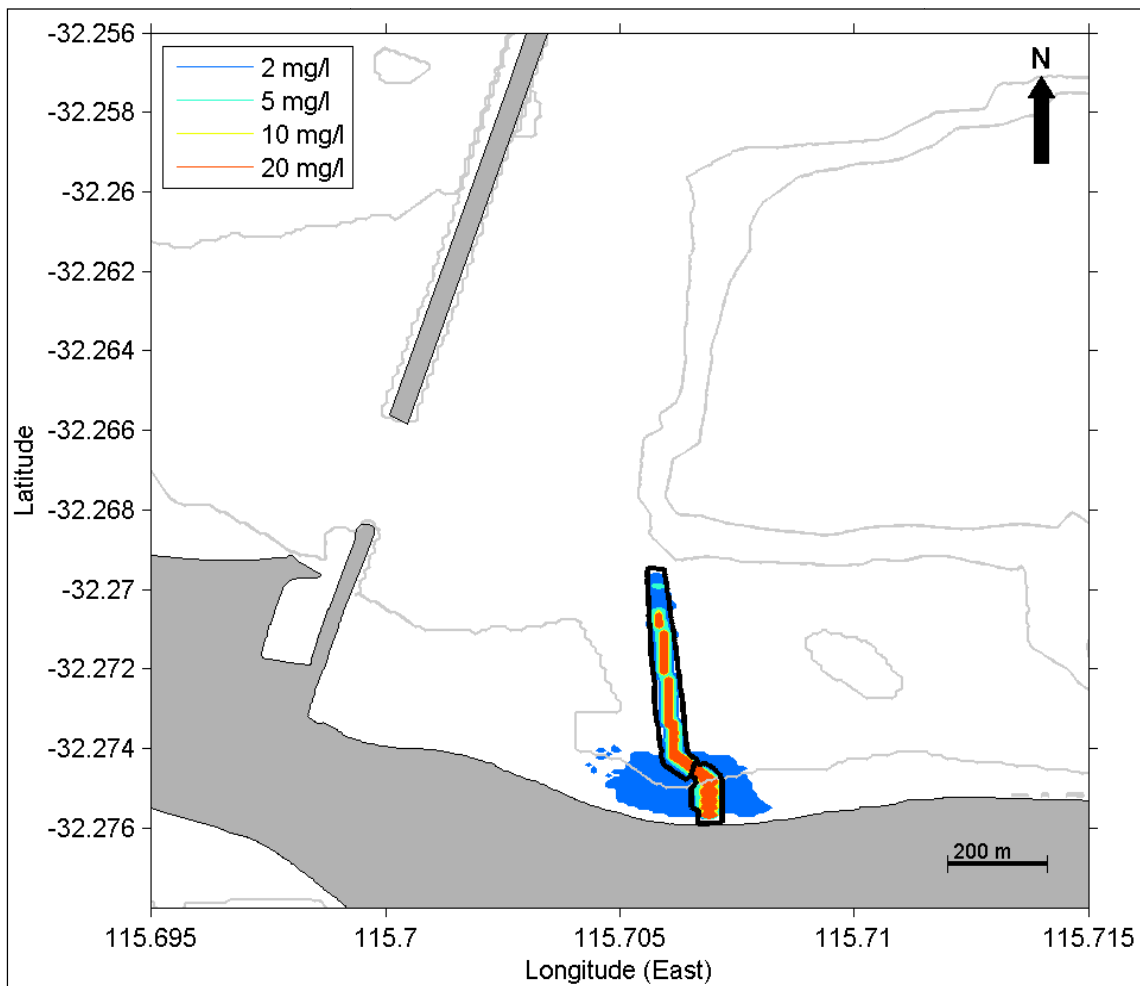 -32.256
-32.258
-32.26
-32.262
-32.264
-32.266
-32.268
-32.27
-32.272
-32.274
-32.276
Latitude
2 mg/l
5 mg/l
10 mg/l
20 mg/l
N
200 m
115.695
115.7
115.705
115.71
115.715
Longitude (East)